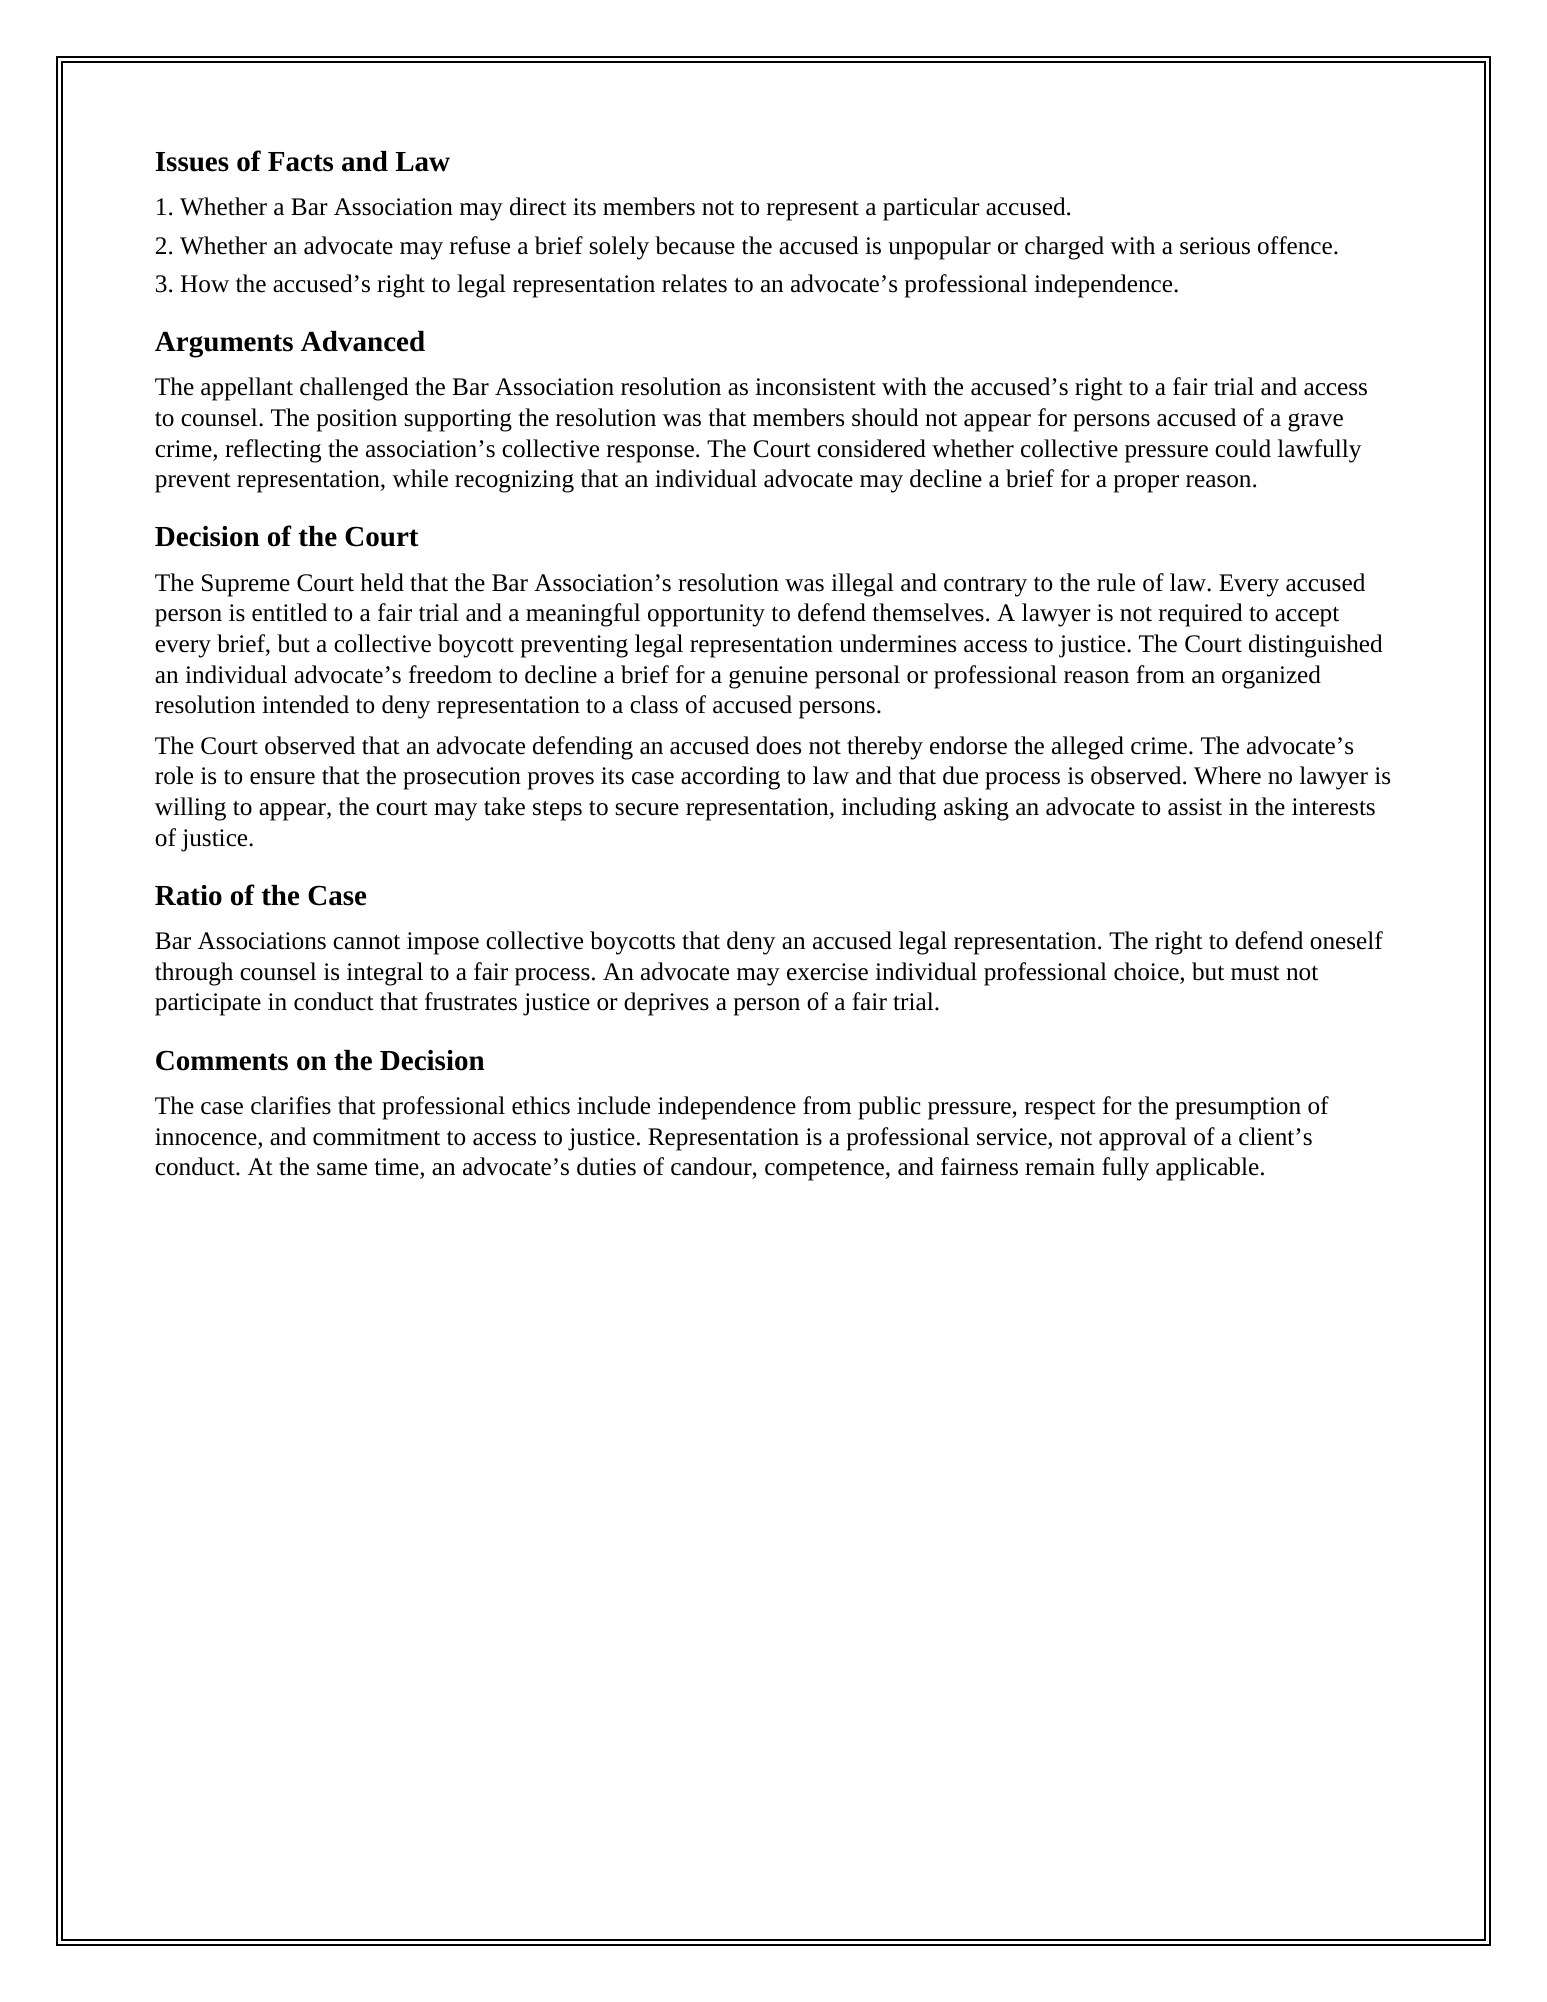 Issues of Facts and Law
1. Whether a Bar Association may direct its members not to represent a particular accused.
2. Whether an advocate may refuse a brief solely because the accused is unpopular or charged with a serious offence.
3. How the accused’s right to legal representation relates to an advocate’s professional independence.
Arguments Advanced
The appellant challenged the Bar Association resolution as inconsistent with the accused’s right to a fair trial and access
to counsel. The position supporting the resolution was that members should not appear for persons accused of a grave
crime, reflecting the association’s collective response. The Court considered whether collective pressure could lawfully
prevent representation, while recognizing that an individual advocate may decline a brief for a proper reason.
Decision of the Court
The Supreme Court held that the Bar Association’s resolution was illegal and contrary to the rule of law. Every accused
person is entitled to a fair trial and a meaningful opportunity to defend themselves. A lawyer is not required to accept
every brief, but a collective boycott preventing legal representation undermines access to justice. The Court distinguished
an individual advocate’s freedom to decline a brief for a genuine personal or professional reason from an organized
resolution intended to deny representation to a class of accused persons.
The Court observed that an advocate defending an accused does not thereby endorse the alleged crime. The advocate’s
role is to ensure that the prosecution proves its case according to law and that due process is observed. Where no lawyer is
willing to appear, the court may take steps to secure representation, including asking an advocate to assist in the interests
of justice.
Ratio of the Case
Bar Associations cannot impose collective boycotts that deny an accused legal representation. The right to defend oneself
through counsel is integral to a fair process. An advocate may exercise individual professional choice, but must not
participate in conduct that frustrates justice or deprives a person of a fair trial.
Comments on the Decision
The case clarifies that professional ethics include independence from public pressure, respect for the presumption of
innocence, and commitment to access to justice. Representation is a professional service, not approval of a client’s
conduct. At the same time, an advocate’s duties of candour, competence, and fairness remain fully applicable.